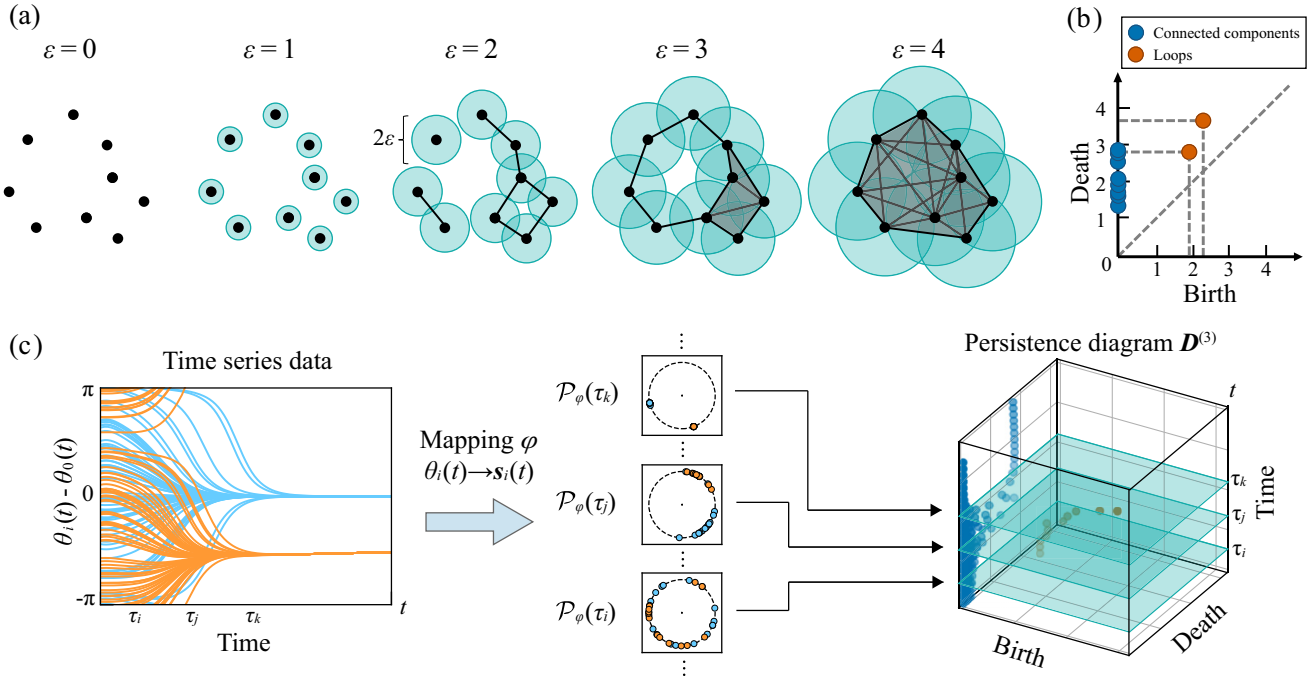 (a)
ε = 0
ε = 1
ε = 2
ε = 3
ε = 4
2ε
(b)
Connected components
Loops
4
3
2
1
0
1
2
3
4
Death
Birth
(c)
Time series data
π
0
-π
θi(t) - θ0(t)
τi
τj
τk
t
Time
Mapping φ
θi(t)→si(t)
⋮
𝒫φ(τk)
⋮
𝒫φ(τj)
⋮
𝒫φ(τi)
⋮
Persistence diagram D(3)
t
τk
τj
τi
Time
Birth
Death